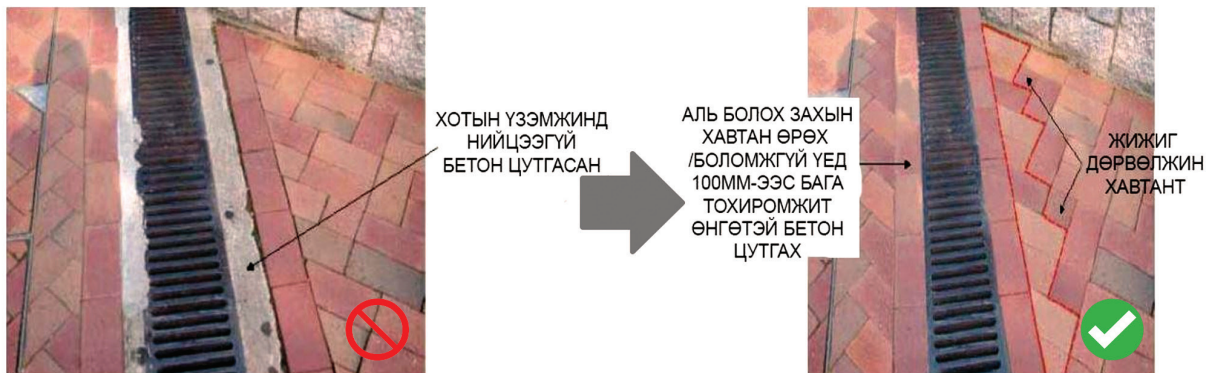 ХОТЫН ҮЗЭМЖИНД
НИЙЦЭЭГҮЙ
БЕТОН ЦУТГАСАН
АЛЬ БОЛОХ ЗАХЫН
ХАВТАН ӨРӨХ
/БОЛОМЖГҮЙ ҮЕД
100ММ-ЭЭС БАГА
ТОХИРОМЖИТ
ӨНГӨТЭЙ БЕТОН
ЦУТГАХ
ЖИЖИГ
ДӨРВӨЛЖИН
ХАВТАНТ